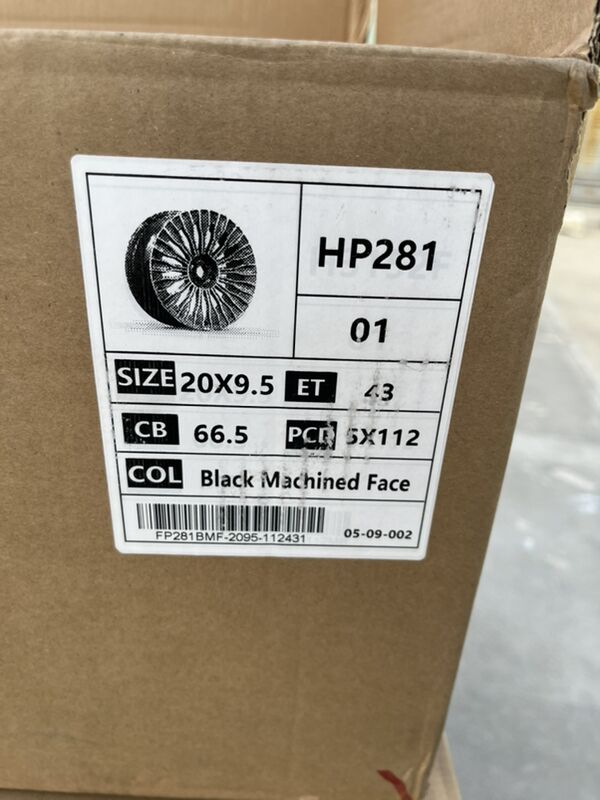 HP281
01
SIZE 20X9.5 ET 43
CB 66.5 PCD 5X112
COL Black Machined Face
FP281BMF-2095-112431 05-09-002